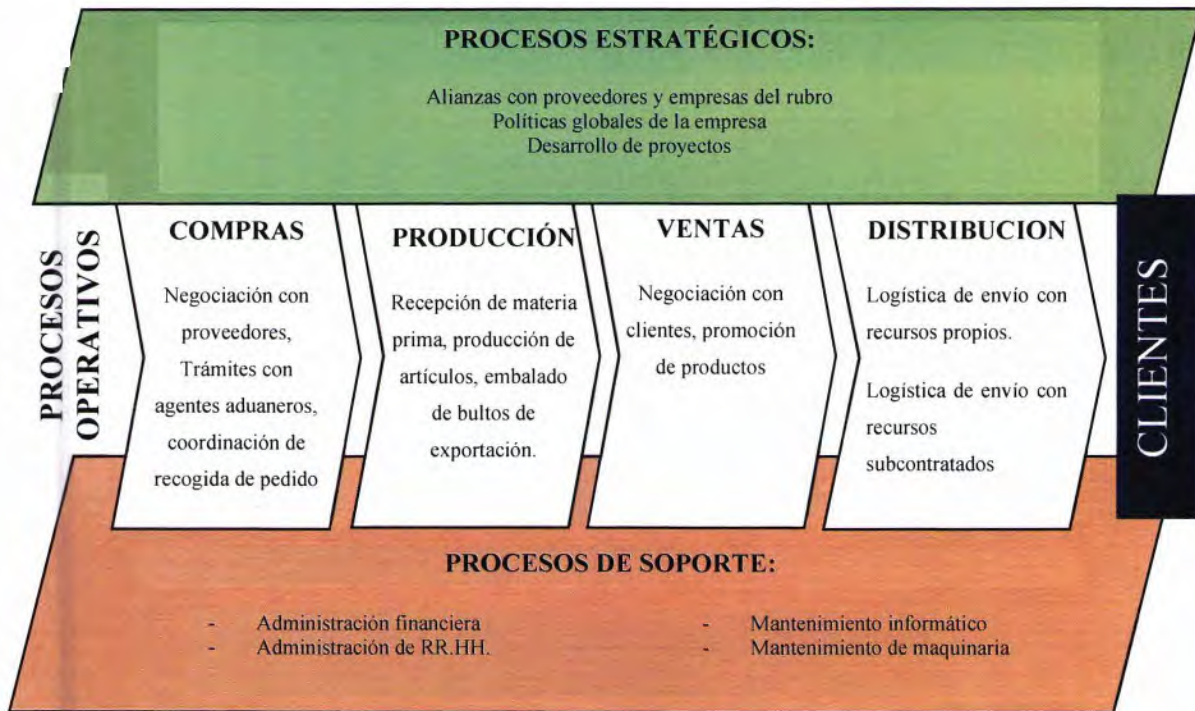 PROCESOS ESTRATÉGICOS:
Alianzas con proveedores y empresas del rubro
Políticas globales de la empresa
Desarrollo de proyectos
PROCESOS
OPERATIVOS
COMPRAS
Negociación con
proveedores,
Trámites con
agentes aduaneros,
coordinación de
recogida de pedido
PRODUCCIÓN
Recepción de materia
prima, producción de
artículos, embalado
de bultos de
exportación.
VENTAS
Negociación con
clientes, promoción
de productos
DISTRIBUCION
Logística de envío con
recursos propios.
Logística de envío con
recursos
subcontratados
CLIENTES
PROCESOS DE SOPORTE:
- Administración financiera
- Administración de RR.HH.
- Mantenimiento informático
- Mantenimiento de maquinaria